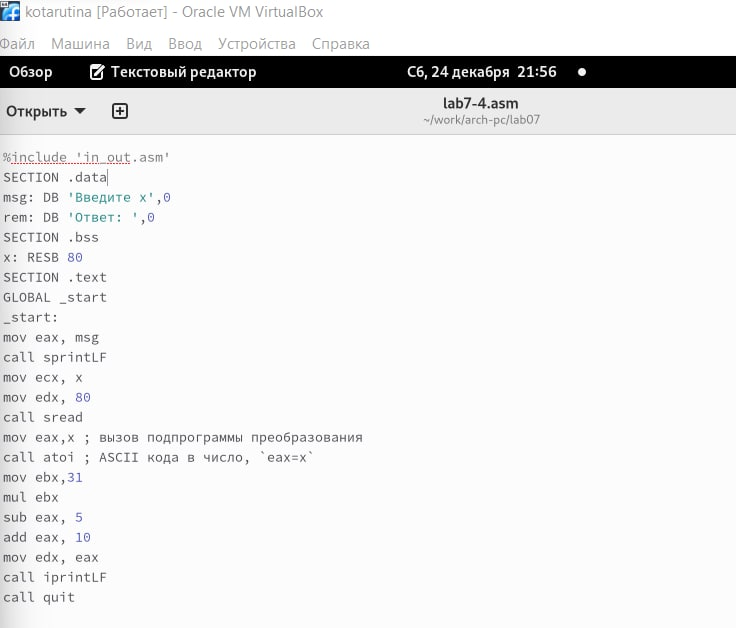 kotarutina [Работает] - Oracle VM VirtualBox
Файл Машина Вид Ввод Устройства Справка
Обзор Текстовый редактор Сб, 24 декабря 21:56
Открыть lab7-4.asm
~/work/arch-pc/lab07
%include 'in_out.asm'
SECTION .data
msg: DB 'Введите x',0
rem: DB 'Ответ: ',0
SECTION .bss
x: RESB 80
SECTION .text
GLOBAL _start
_start:
mov eax, msg
call sprintLF
mov ecx, x
mov edx, 80
call sread
mov eax,x ; вызов подпрограммы преобразования
call atoi ; ASCII кода в число, `eax=x`
mov ebx,31
mul ebx
sub eax, 5
add eax, 10
mov edx, eax
call iprintLF
call quit